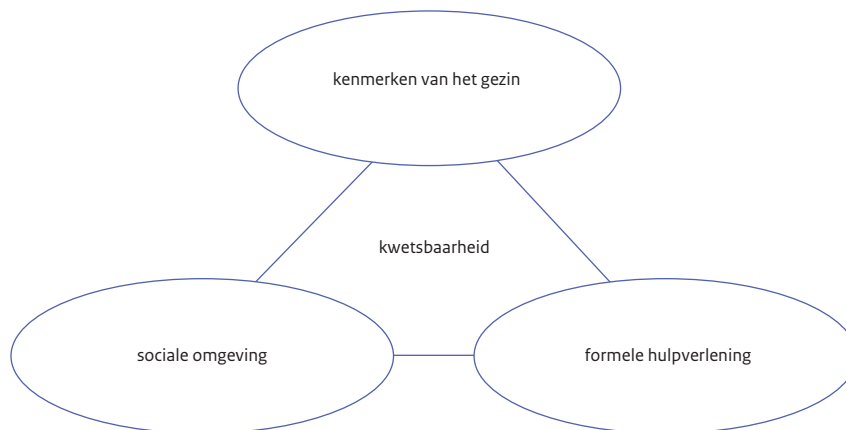 kenmerken van het gezin
kwetsbaarheid
sociale omgeving
formele hulpverlening